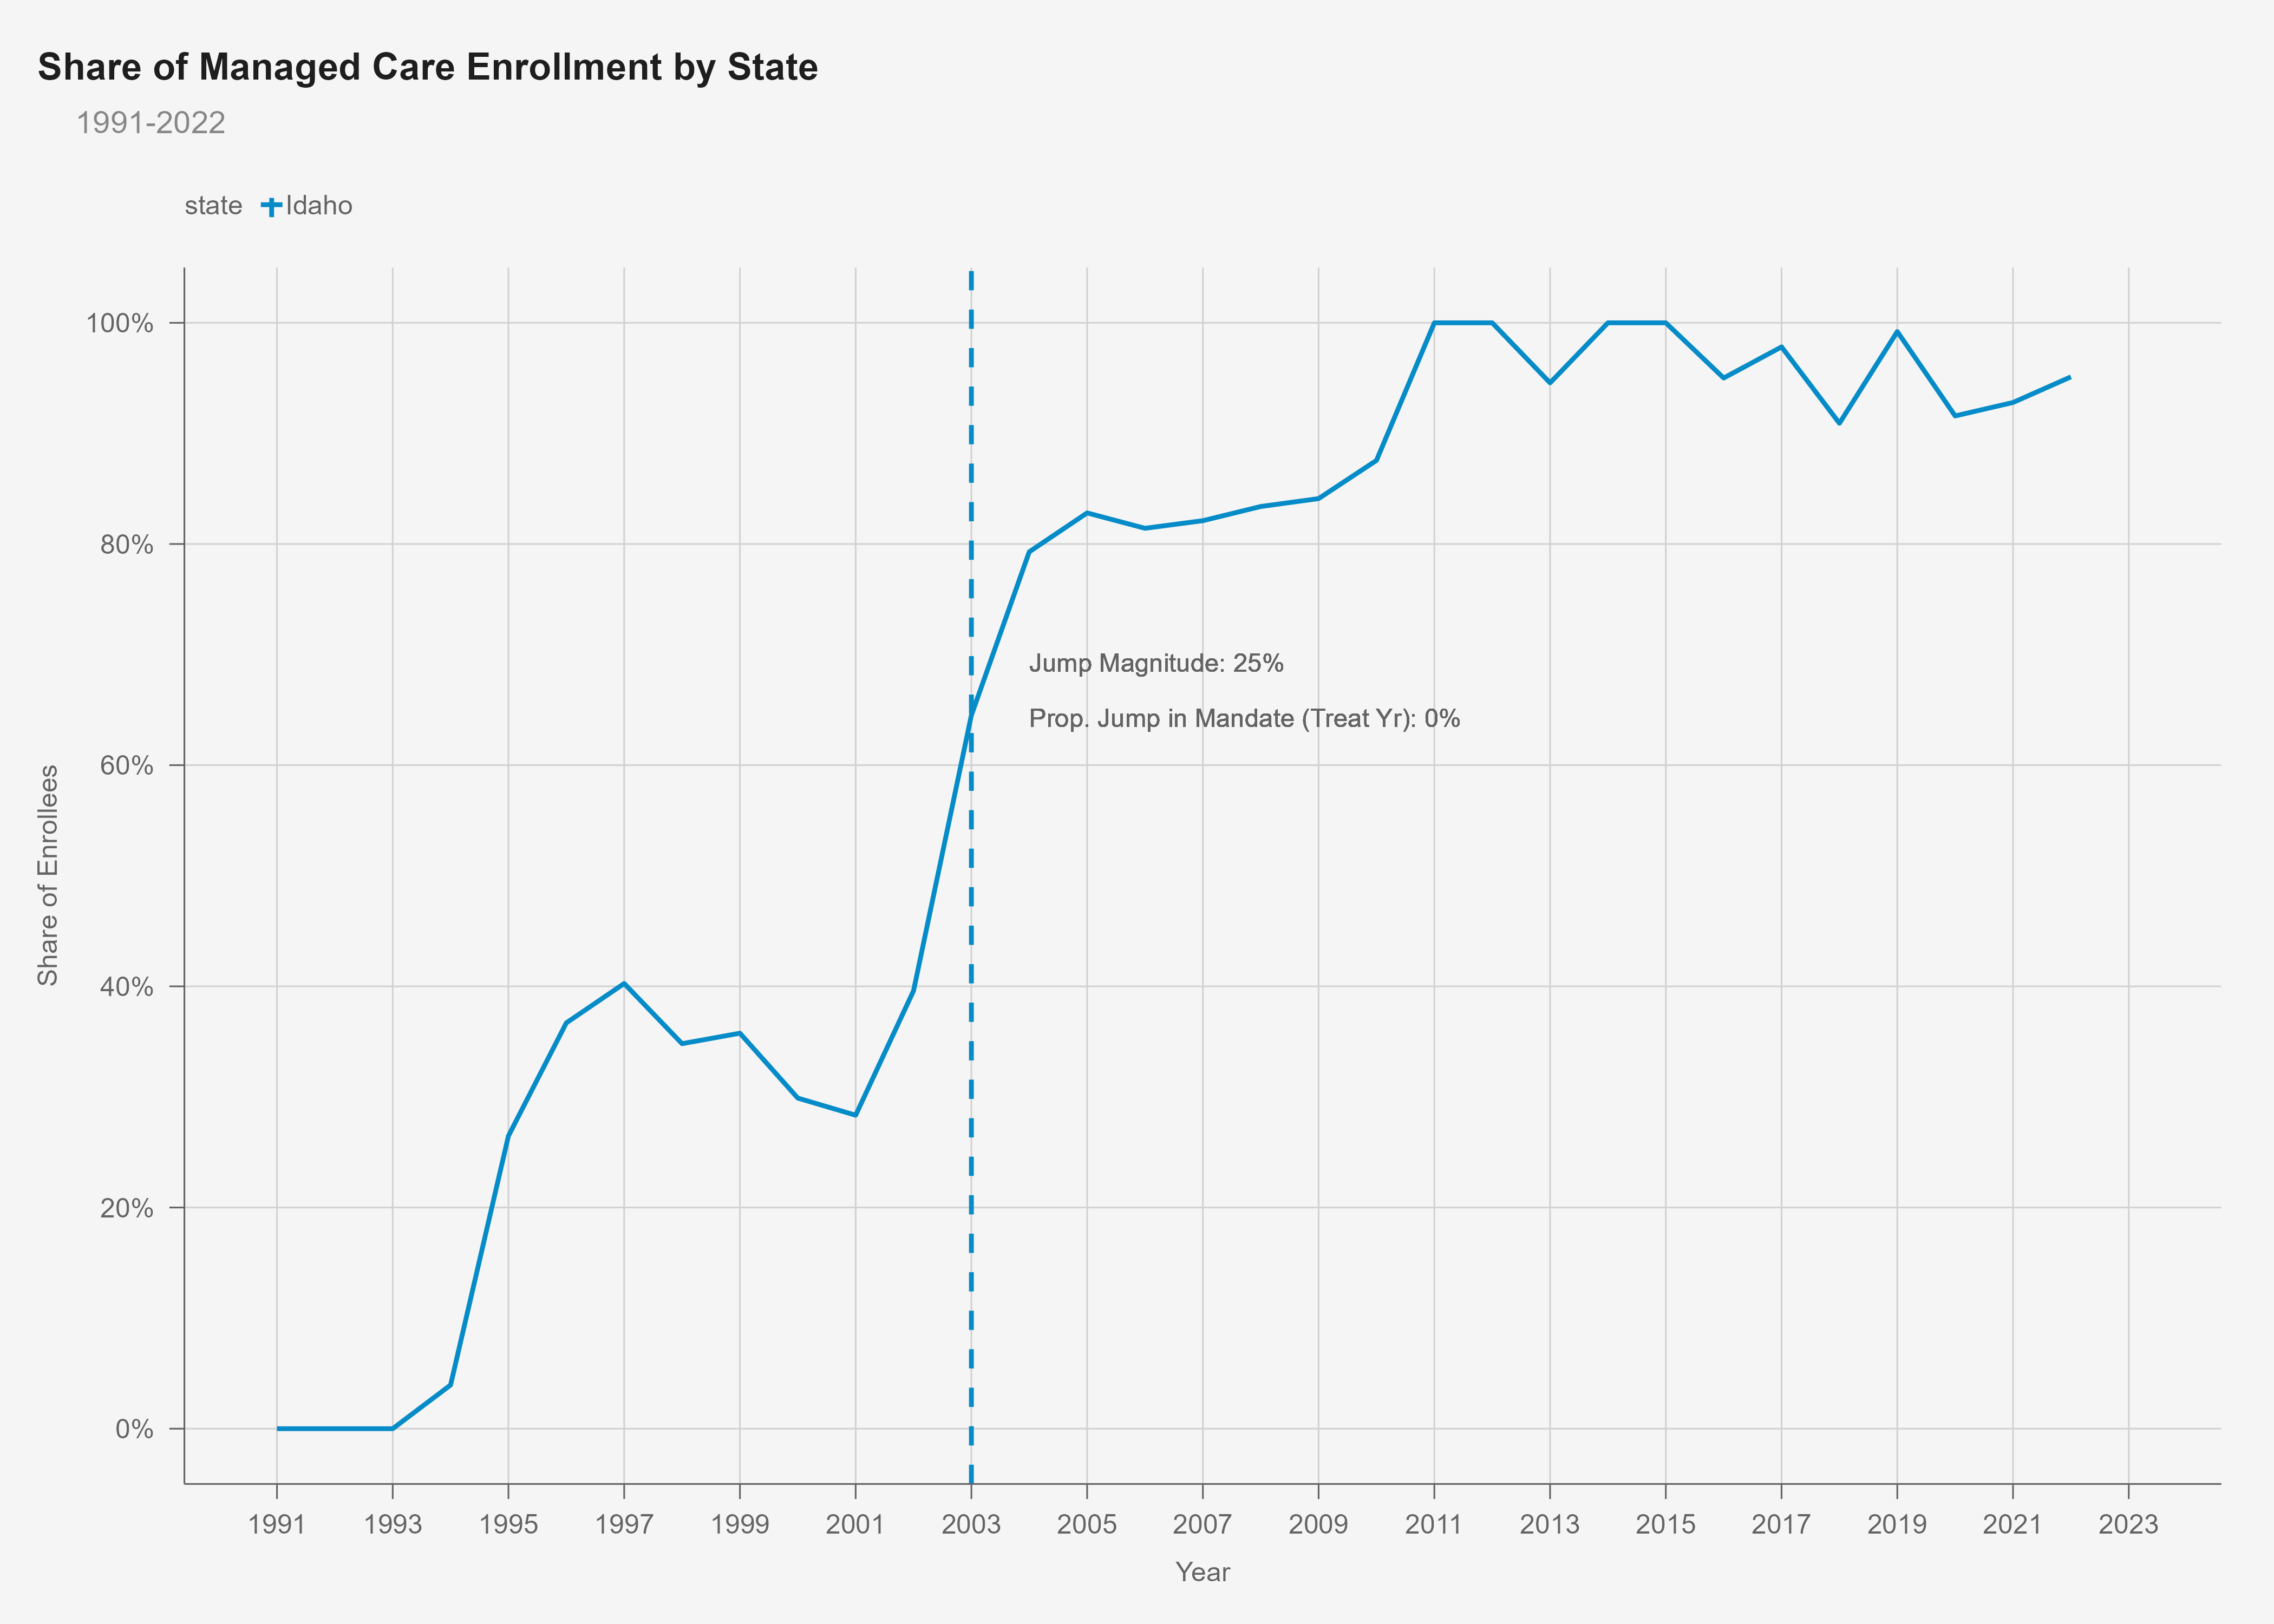 Share of Managed Care Enrollment by State
1991-2022
state Idaho
100%
80%
60%
40%
20%
0%
Share of Enrollees
Jump Magnitude: 25%
Prop. Jump in Mandate (Treat Yr): 0%
1991 1993 1995 1997 1999 2001 2003 2005 2007 2009 2011 2013 2015 2017 2019 2021 2023
Year